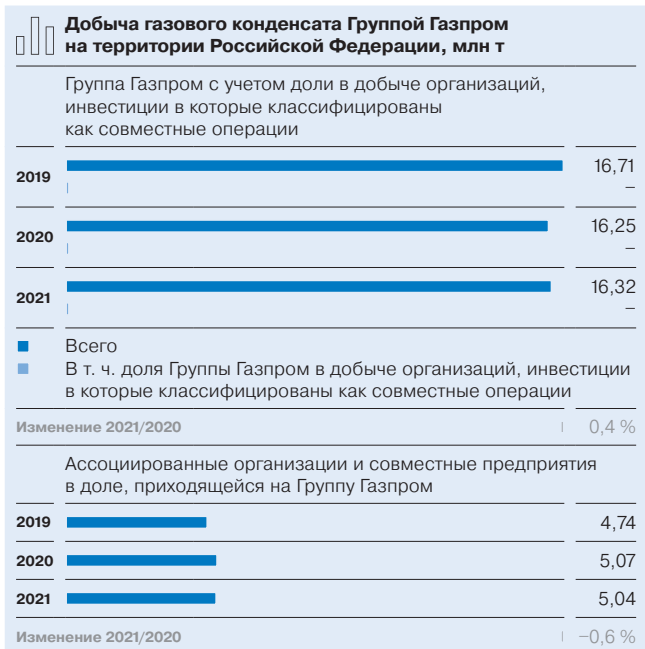 Добыча газового конденсата Группой Газпром
на территории Российской Федерации, млн т
Группа Газпром с учетом доли в добыче организаций,
инвестиции в которые классифицированы
как совместные операции
2019 16,71
–
2020 16,25
–
2021 16,32
–
Всего
В т. ч. доля Группы Газпром в добыче организаций, инвестиции
в которые классифицированы как совместные операции
Изменение 2021/2020 0,4 %
Ассоциированные организации и совместные предприятия
в доле, приходящейся на Группу Газпром
2019 4,74
2020 5,07
2021 5,04
Изменение 2021/2020 −0,6 %